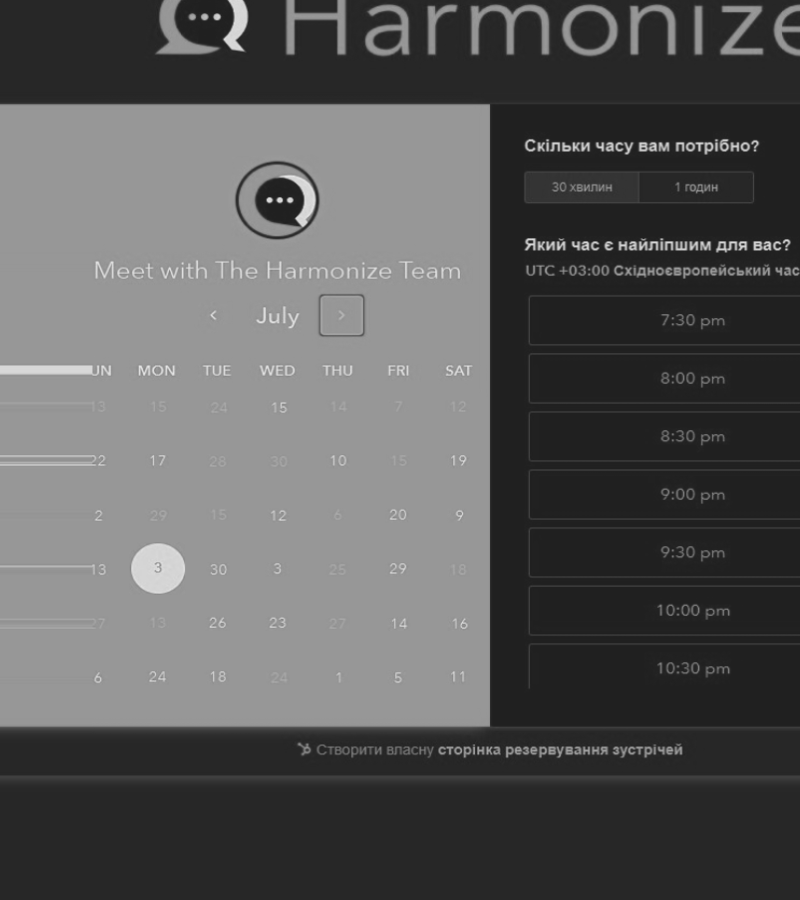 Harmonize
Meet with The Harmonize Team
July
UN MON TUE WED THU FRI SAT
13 15 24 15 14 7 12
22 17 28 30 10 15 19
2 29 15 12 6 20 9
13 3 30 3 25 29 18
27 13 26 23 27 14 16
6 24 18 24 1 5 11
Скільки часу вам потрібно?
30 хвилин 1 годин
Який час є найліпшим для вас?
UTC +03:00 Східноєвропейський час
7:30 pm
8:00 pm
8:30 pm
9:00 pm
9:30 pm
10:00 pm
10:30 pm
Створити власну сторінка резервування зустрічей